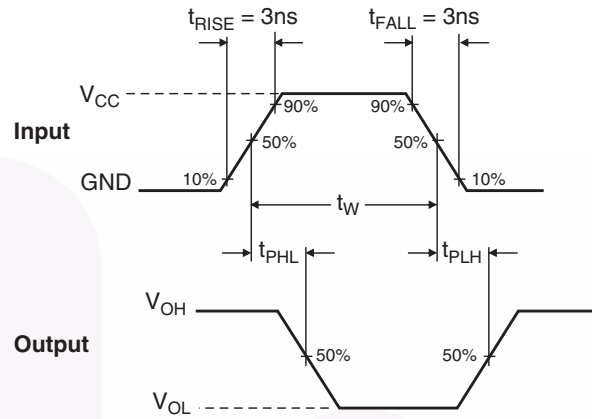 tRISE = 3ns
tFALL = 3ns
VCC
90%
90%
Input
50%
50%
GND
10%
10%
tW
tPHL
tPLH
VOH
Output
50%
50%
VOL